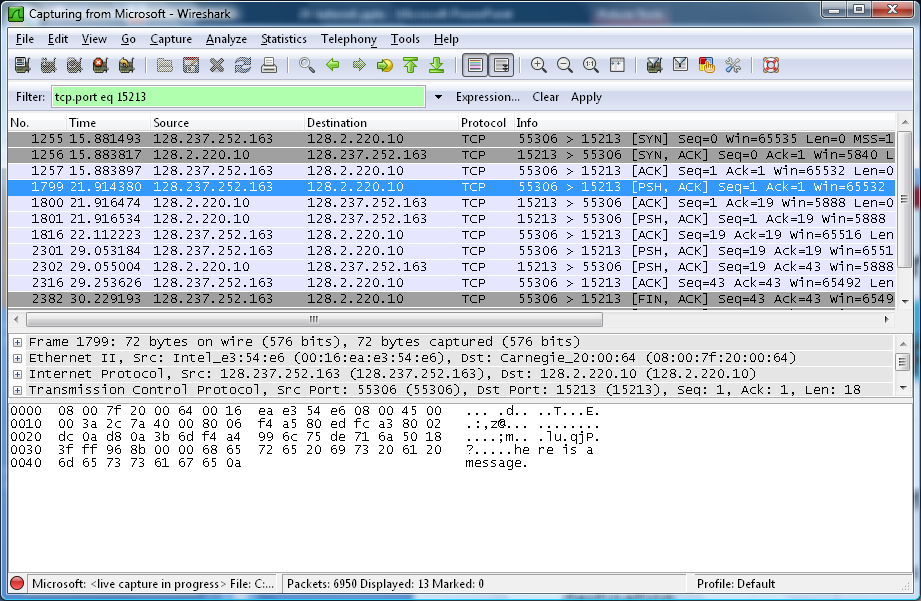 Capturing from Microsoft - Wireshark
File Edit View Go Capture Analyze Statistics Telephony Tools Help
Filter: tcp.port eq 15213 Expression... Clear Apply
No. Time Source Destination Protocol Info
1255 15.881493 128.237.252.163 128.2.220.10 TCP 55306 > 15213 [SYN] Seq=0 Win=65535 Len=0 MSS=1
1256 15.883817 128.2.220.10 128.237.252.163 TCP 15213 > 55306 [SYN, ACK] Seq=0 Ack=1 Win=5840 L
1257 15.883897 128.237.252.163 128.2.220.10 TCP 55306 > 15213 [ACK] Seq=1 Ack=1 Win=65532 Len=0
1799 21.914380 128.237.252.163 128.2.220.10 TCP 55306 > 15213 [PSH, ACK] Seq=1 Ack=1 Win=65532
1800 21.916474 128.2.220.10 128.237.252.163 TCP 15213 > 55306 [ACK] Seq=1 Ack=19 Win=5888 Len=0
1801 21.916534 128.2.220.10 128.237.252.163 TCP 15213 > 55306 [PSH, ACK] Seq=1 Ack=19 Win=5888
1816 22.112223 128.237.252.163 128.2.220.10 TCP 55306 > 15213 [ACK] Seq=19 Ack=19 Win=65516 Len
2301 29.053184 128.237.252.163 128.2.220.10 TCP 55306 > 15213 [PSH, ACK] Seq=19 Ack=19 Win=6551
2302 29.055004 128.2.220.10 128.237.252.163 TCP 15213 > 55306 [PSH, ACK] Seq=19 Ack=43 Win=5888
2316 29.253626 128.237.252.163 128.2.220.10 TCP 55306 > 15213 [ACK] Seq=43 Ack=43 Win=65492 Len
2382 30.229193 128.237.252.163 128.2.220.10 TCP 55306 > 15213 [FIN, ACK] Seq=43 Ack=43 Win=6549
Frame 1799: 72 bytes on wire (576 bits), 72 bytes captured (576 bits)
Ethernet II, Src: Intel_e3:54:e6 (00:16:ea:e3:54:e6), Dst: Carnegie_20:00:64 (08:00:7f:20:00:64)
Internet Protocol, Src: 128.237.252.163 (128.237.252.163), Dst: 128.2.220.10 (128.2.220.10)
Transmission Control Protocol, Src Port: 55306 (55306), Dst Port: 15213 (15213), Seq: 1, Ack: 1, Len: 18
0000 08 00 7f 20 00 64 00 16 ea e3 54 e6 08 00 45 00 ... .d.. ..T...E.
0010 00 3a 2c 7a 40 00 80 06 f4 a5 80 ed fc a3 80 02 .:,z@... ........
0020 dc 0a d8 0a 3b 6d f4 a4 99 6c 75 de 71 6a 50 18 ....;m.. .lu.qjP.
0030 3f ff 96 8b 00 00 68 65 72 65 20 69 73 20 61 20 ?.....he re is a
0040 6d 65 73 73 61 67 65 0a message.
Microsoft: <live capture in progress> File: C:... Packets: 6950 Displayed: 13 Marked: 0 Profile: Default